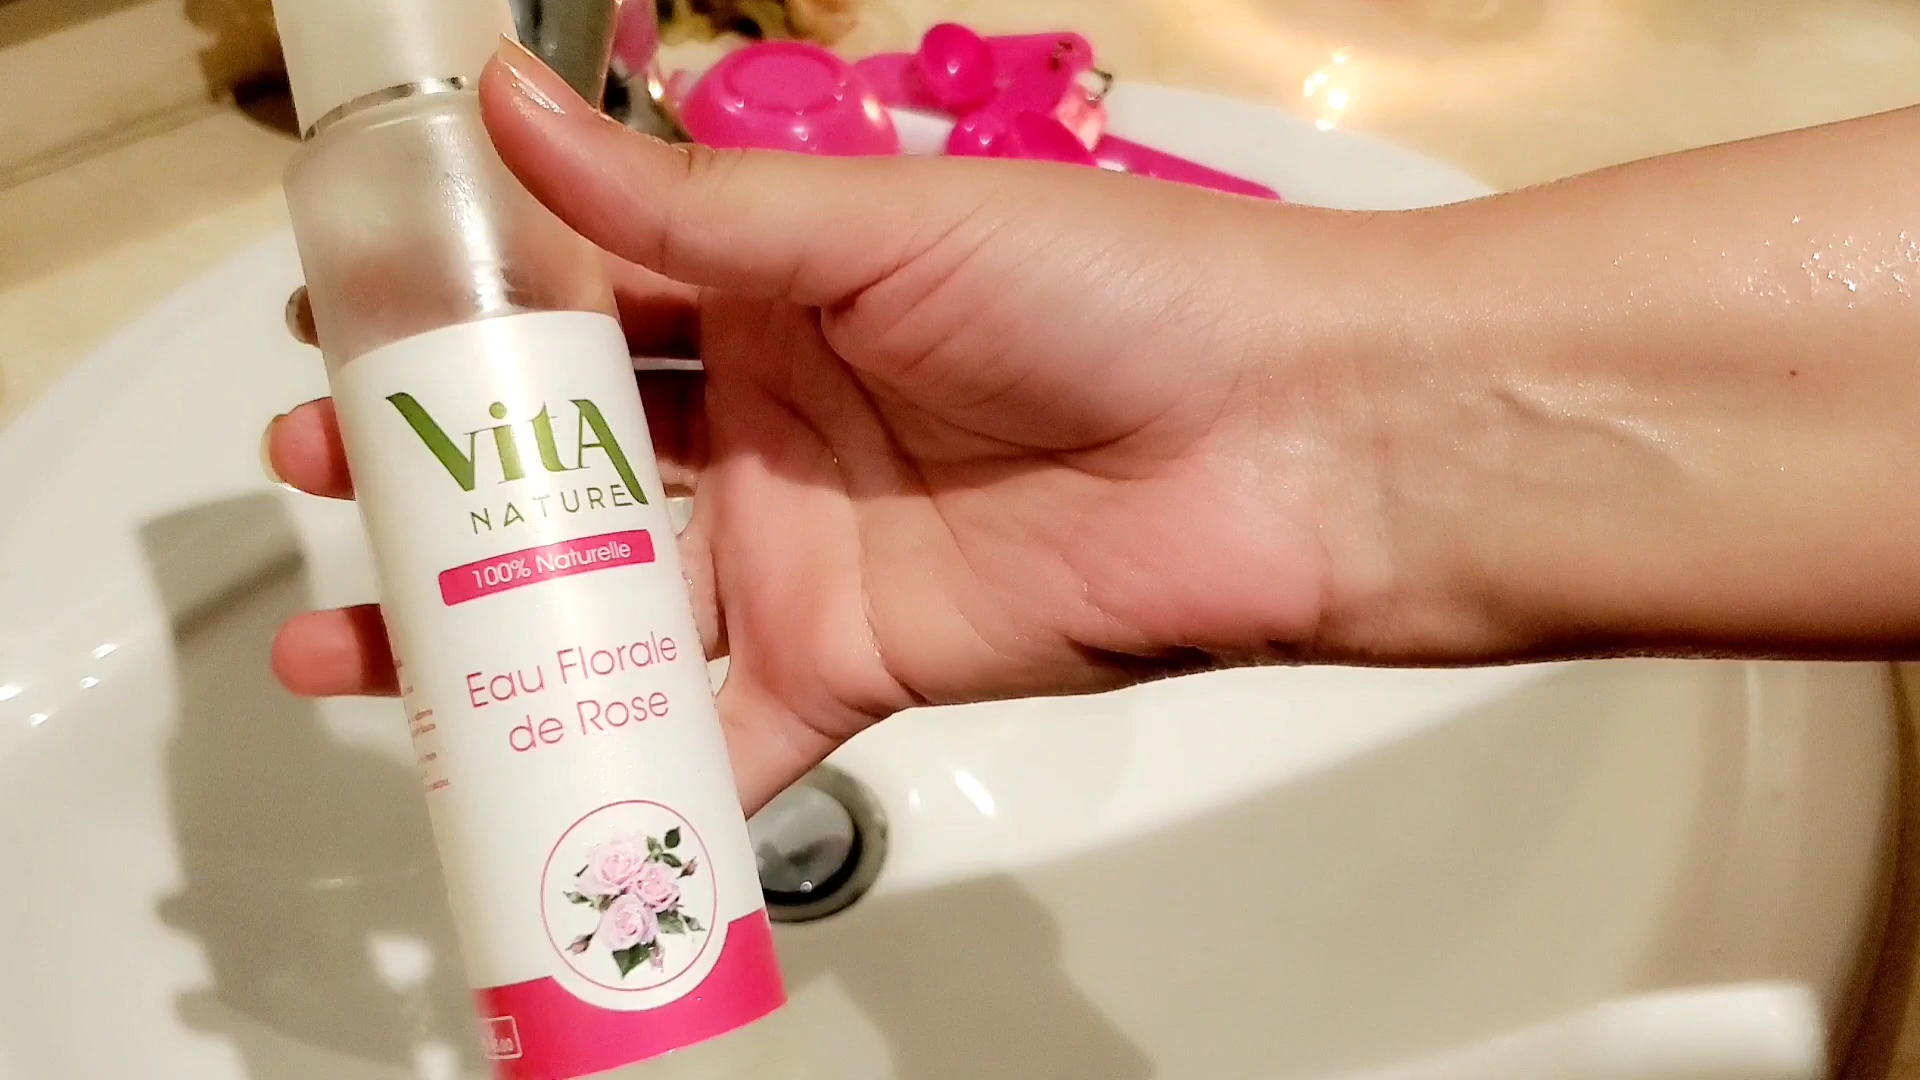 VitA
NATURE
100% Naturelle
Eau Florale
de Rose